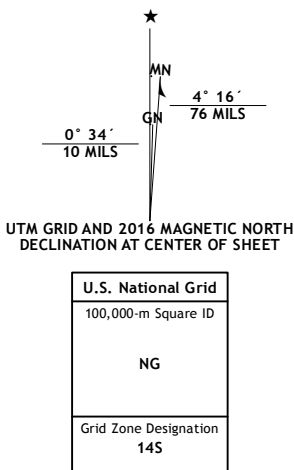 ★
MN
4° 16´
76 MILS
GN
0° 34´
10 MILS
UTM GRID AND 2016 MAGNETIC NORTH
DECLINATION AT CENTER OF SHEET
U.S. National Grid
100,000-m Square ID
NG
Grid Zone Designation
14S